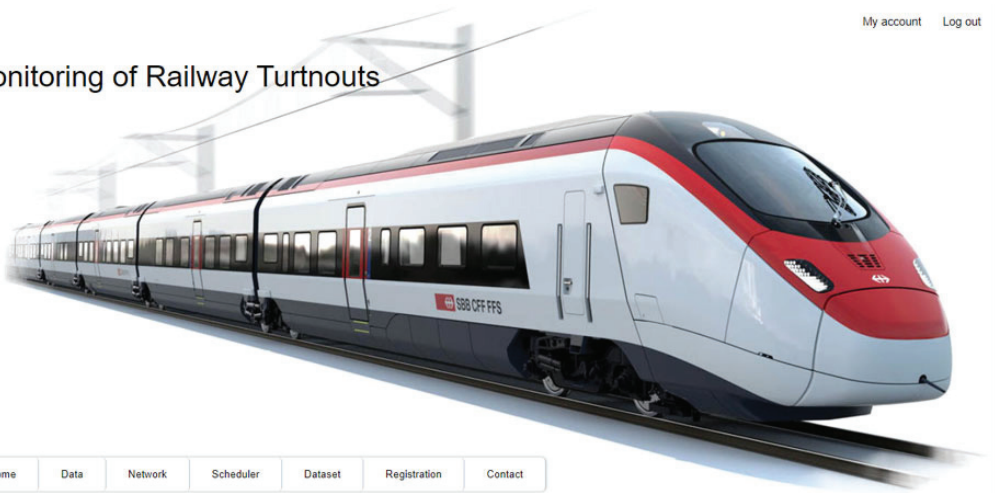 My account Log out
onitoring of Railway Turtnouts
SBB CFF FFS
ome Data Network Scheduler Dataset Registration Contact